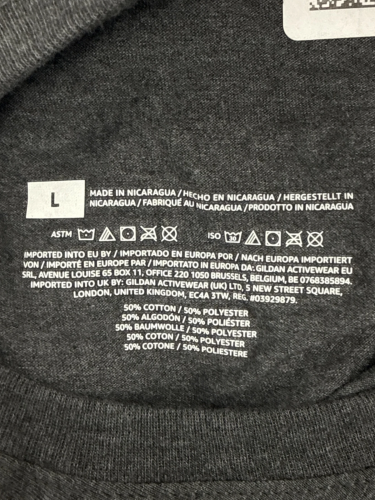 L
MADE IN NICARAGUA / HECHO EN NICARAGUA / HERGESTELLT IN
NICARAGUA / FABRIQUÉ AU NICARAGUA / PRODOTTO IN NICARAGUA
ASTM ISO 30
IMPORTED INTO EU BY / IMPORTADO EN EUROPA POR / NACH EUROPA IMPORTIERT
VON / IMPORTÉ EN EUROPE PAR / IMPORTATO IN EUROPA DA: GILDAN ACTIVEWEAR EU
SRL, AVENUE LOUISE 65 BOX 11, OFFICE 220 1050 BRUSSELS, BELGIUM, BE 0768385894.
IMPORTED INTO UK BY: GILDAN ACTIVEWEAR (UK) LTD, 5 NEW STREET SQUARE,
LONDON, UNITED KINGDOM, EC4A 3TW, REG. #03929879.
50% COTTON / 50% POLYESTER
50% ALGODÓN / 50% POLIÉSTER
50% BAUMWOLLE / 50% POLYESTER
50% COTON / 50% POLYESTER
50% COTONE / 50% POLIESTERE